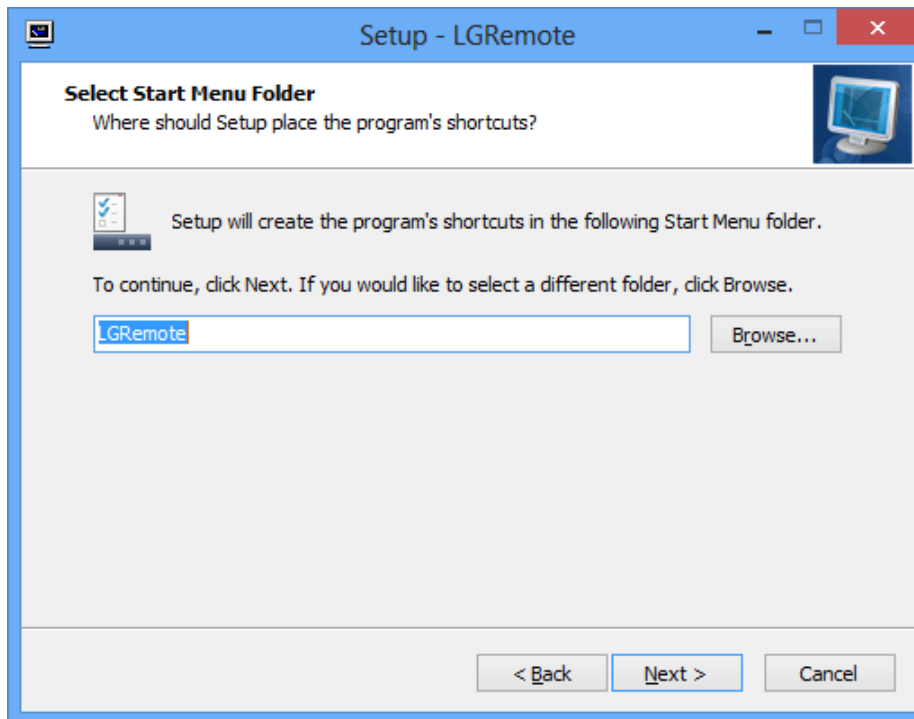 Setup - LGRemote
Select Start Menu Folder
Where should Setup place the program's shortcuts?
Setup will create the program's shortcuts in the following Start Menu folder.
To continue, click Next. If you would like to select a different folder, click Browse.
LGRemote
Browse...
< Back
Next >
Cancel